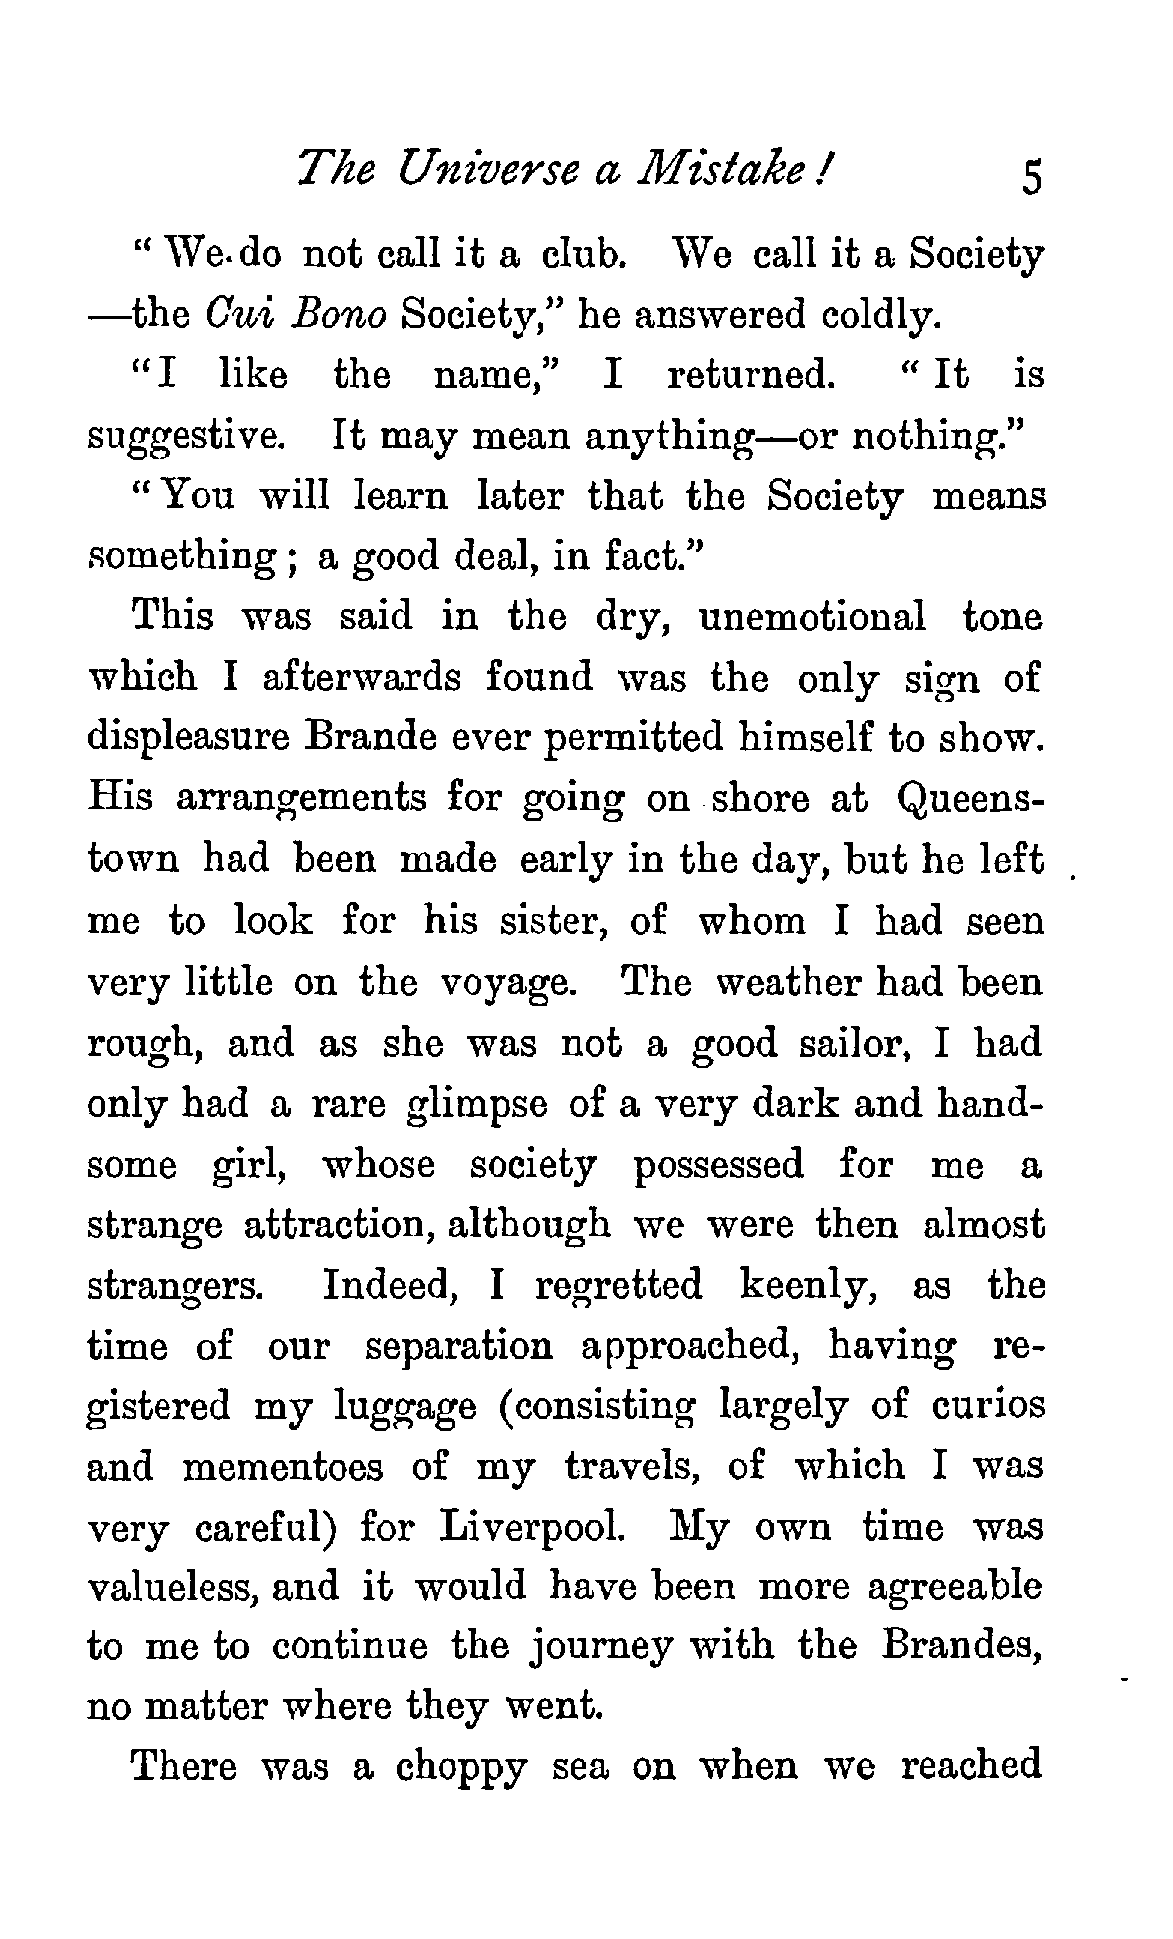 The Universe a Mistake! 5
"We do not call it a club. We call it a Society
—the Cui Bono Society," he answered coldly.
"I like the name," I returned. "It is
suggestive. It may mean anything—or nothing."
"You will learn later that the Society means
something; a good deal, in fact."
This was said in the dry, unemotional tone
which I afterwards found was the only sign of
displeasure Brande ever permitted himself to show.
His arrangements for going on shore at Queens-
town had been made early in the day, but he left
me to look for his sister, of whom I had seen
very little on the voyage. The weather had been
rough, and as she was not a good sailor, I had
only had a rare glimpse of a very dark and hand-
some girl, whose society possessed for me a
strange attraction, although we were then almost
strangers. Indeed, I regretted keenly, as the
time of our separation approached, having re-
gistered my luggage (consisting largely of curios
and mementoes of my travels, of which I was
very careful) for Liverpool. My own time was
valueless, and it would have been more agreeable
to me to continue the journey with the Brandes,
no matter where they went.
There was a choppy sea on when we reached